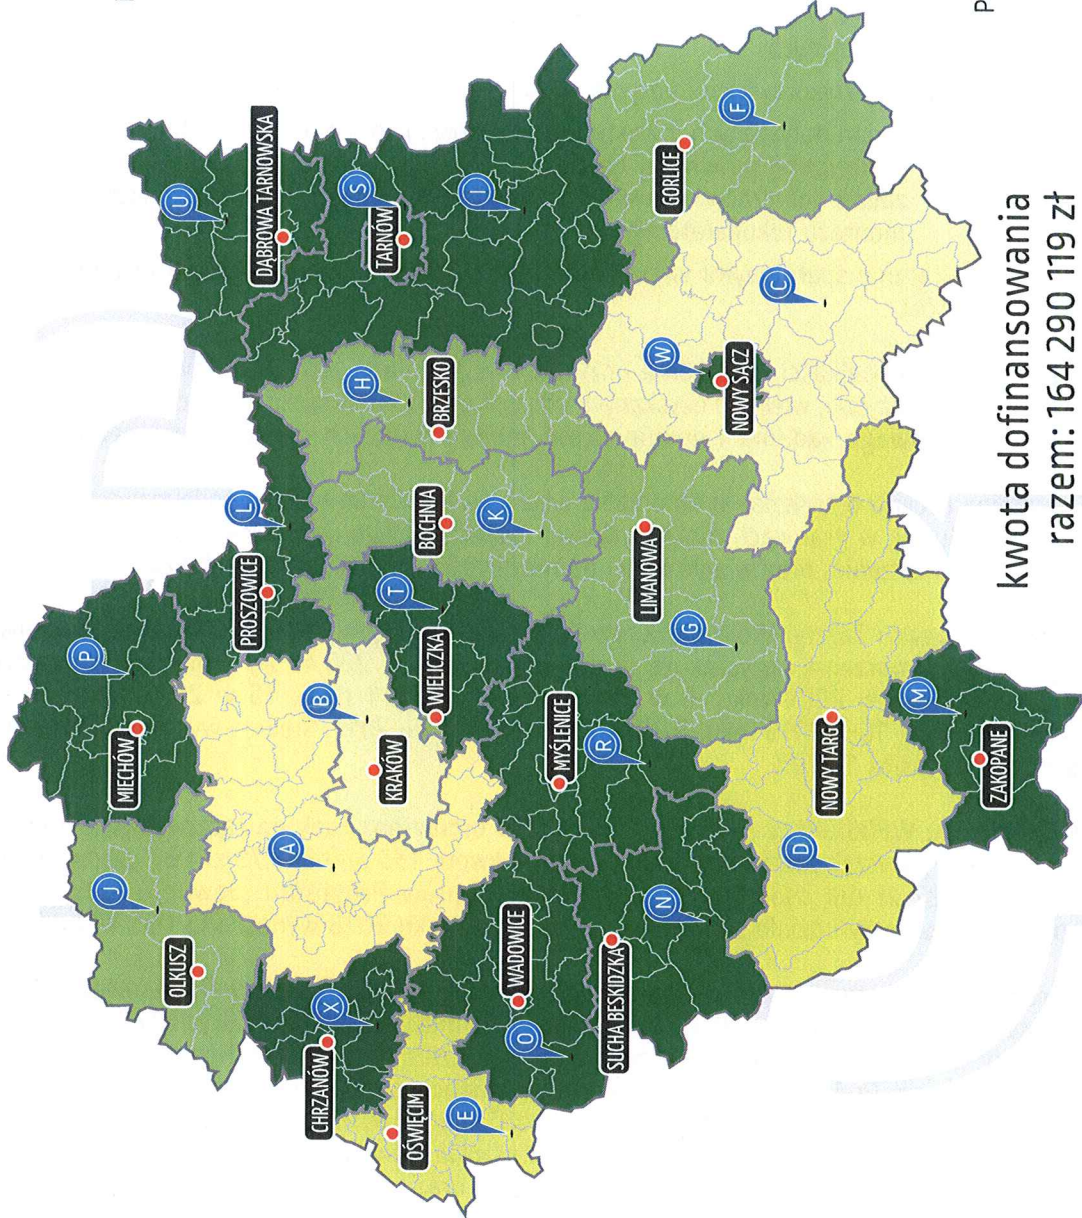 P
J
MIECHÓW
U
OLKUSZ
L
PROSZOWICE
DĄBROWA TARNOWSKA
A
B
CHRZANÓW
X
S
H
TARNÓW
KRAKÓW
T
OŚWIĘCIM
BOCHNIA
WIELICZKA
BRZESKO
E
I
K
WADOWICE
O
MYŚLENICE
R
SUCHA BESKIDZKA
LIMANOWA
W
N
GORLICE
G
F
NOWY SĄCZ
C
D
NOWY TARG
M
ZAKOPANE
kwota dofinansowania
razem: 164 290 119 zł